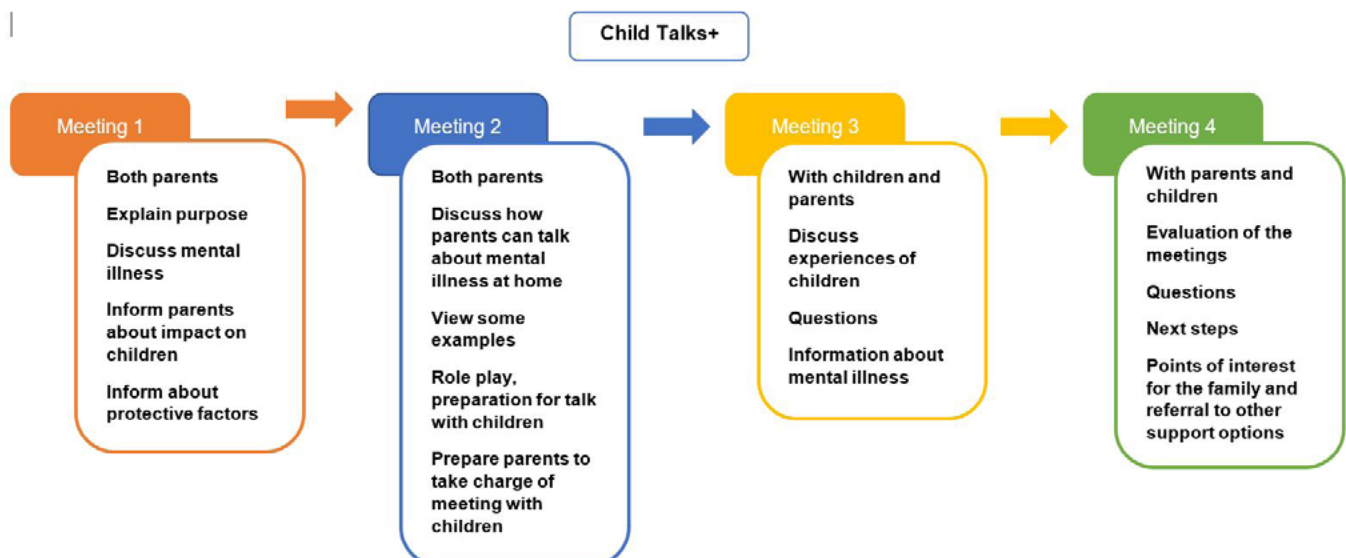 Child Talks+
Meeting 1
Both parents
Explain purpose
Discuss mental
illness
Inform parents
about impact on
children
Inform about
protective factors
Meeting 2
Both parents
Discuss how
parents can talk
about mental
illness at home
View some
examples
Role play,
preparation for talk
with children
Prepare parents to
take charge of
meeting with
children
Meeting 3
With children and
parents
Discuss
experiences of
children
Questions
Information about
mental illness
Meeting 4
With parents and
children
Evaluation of the
meetings
Questions
Next steps
Points of interest
for the family and
referral to other
support options